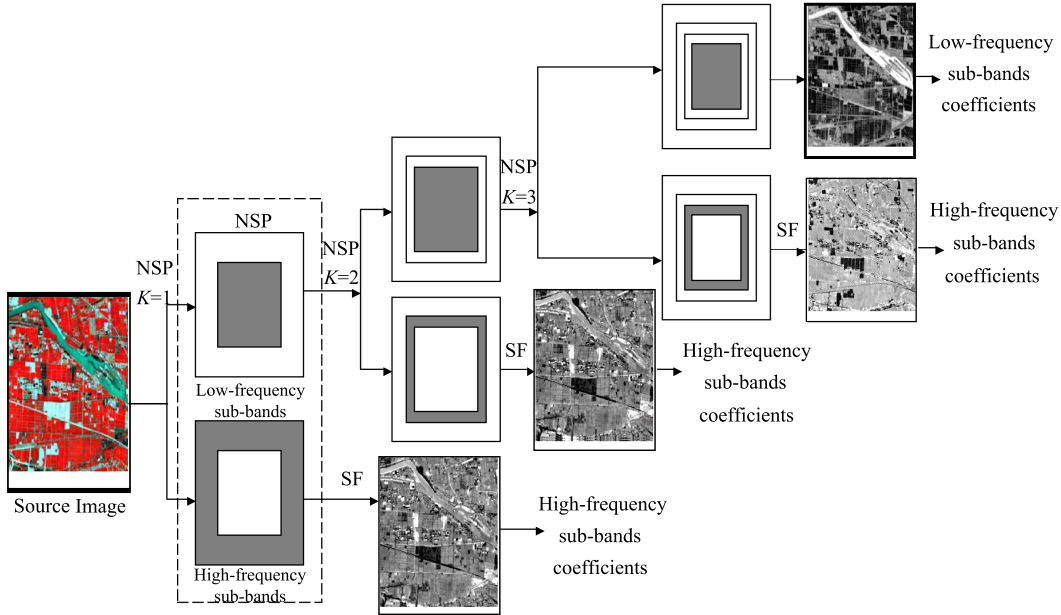 Low-frequency
sub-bands
coefficients
NSP
K=3
High-frequency
sub-bands
coefficients
SF
NSP
NSP
K=2
NSP
K=1
SF
High-frequency
sub-bands
coefficients
Low-frequency
sub-bands
SF
Source Image
High-frequency
sub-bands
coefficients
High-frequency
sub-bands